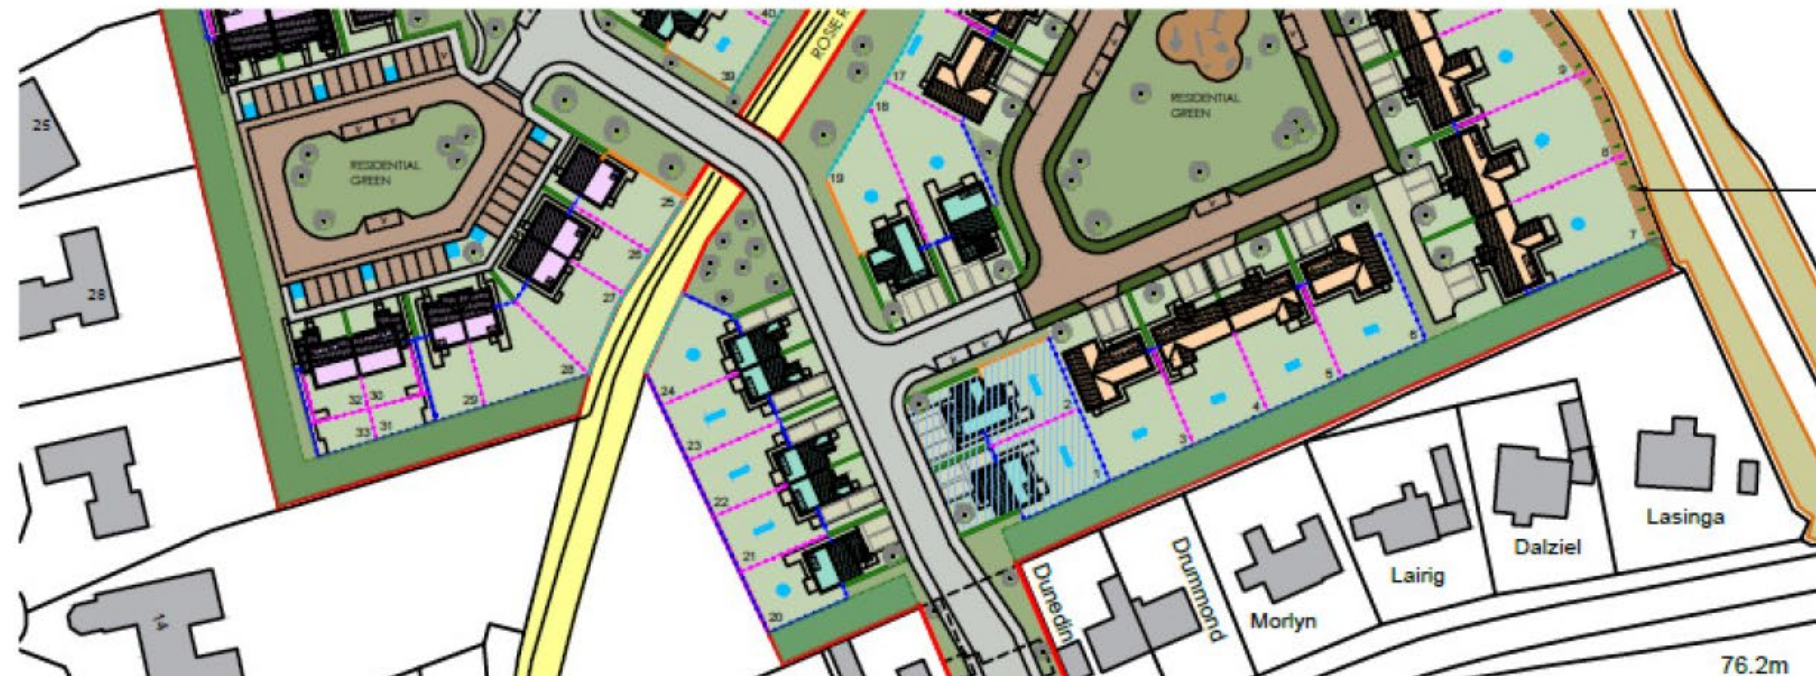 40
39
ROSIE R
17
18
19
RESIDENTIAL
GREEN
9
8
7
25
RESIDENTIAL
GREEN
25
26
27
28
28
32
30
29
33
31
24
23
22
21
20
6
5
4
3
2
1
14
Dunedin
Drummond
Morlyn
Lairig
Dalziel
Lasinga
76.2m